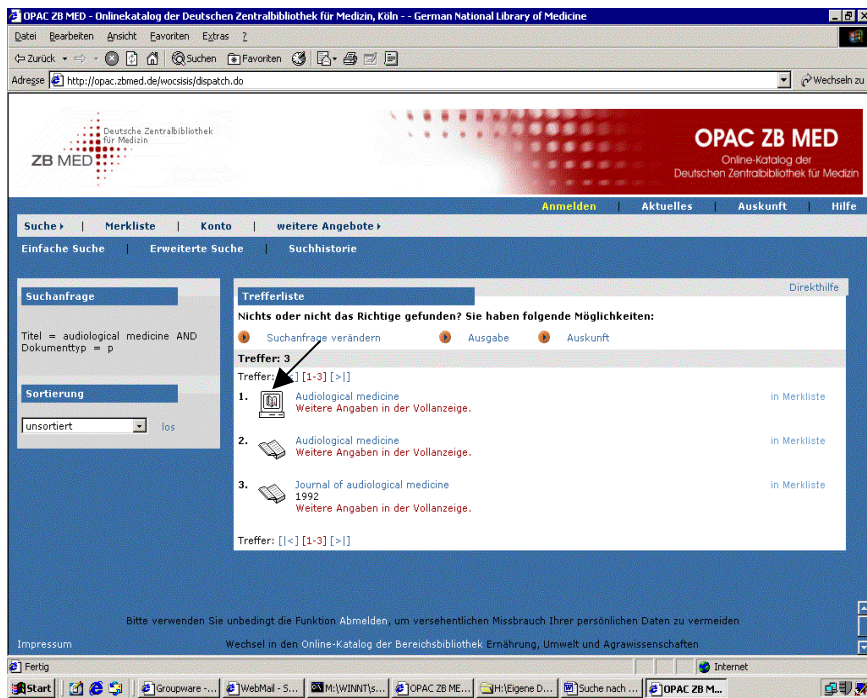 OPAC ZB MED - Onlinekatalog der Deutschen Zentralbibliothek für Medizin, Köln - - German National Library of Medicine
Datei Bearbeiten Ansicht Favoriten Extras ?
Zurück Suchen Favoriten
Adresse http://opac.zbmed.de/wocsisis/dispatch.do Wechseln zu
Deutsche Zentralbibliothek
für Medizin
ZB MED
OPAC ZB MED
Online-Katalog der
Deutschen Zentralbibliothek für Medizin
Anmelden | Aktuelles | Auskunft | Hilfe
Suche | Merkliste | Konto | weitere Angebote
Einfache Suche | Erweiterte Suche | Suchhistorie
Direkthilfe
Suchanfrage
Titel = audiological medicine AND
Dokumenttyp = p
Sortierung
unsortiert los
Trefferliste
Nichts oder nicht das Richtige gefunden? Sie haben folgende Möglichkeiten:
Suchanfrage verändern Ausgabe Auskunft
Treffer: 3
Treffer: <] [1-3] [>|]
1. Audiological medicine in Merkliste
Weitere Angaben in der Vollanzeige.
2. Audiological medicine in Merkliste
Weitere Angaben in der Vollanzeige.
3. Journal of audiological medicine in Merkliste
1992
Weitere Angaben in der Vollanzeige.
Treffer: [|<] [1-3] [>|]
Bitte verwenden Sie unbedingt die Funktion Abmelden, um versehentlichen Missbrauch Ihrer persönlichen Daten zu vermeiden
Impressum Wechsel in den Online-Katalog der Bereichsbibliothek Ernährung, Umwelt und Agrawissenschaften
Fertig Internet
Start Groupware -... WebMail - S... M:\WINNT\s... OPAC ZB ME... H:\Eigene D... Suche nach ... OPAC ZB M...